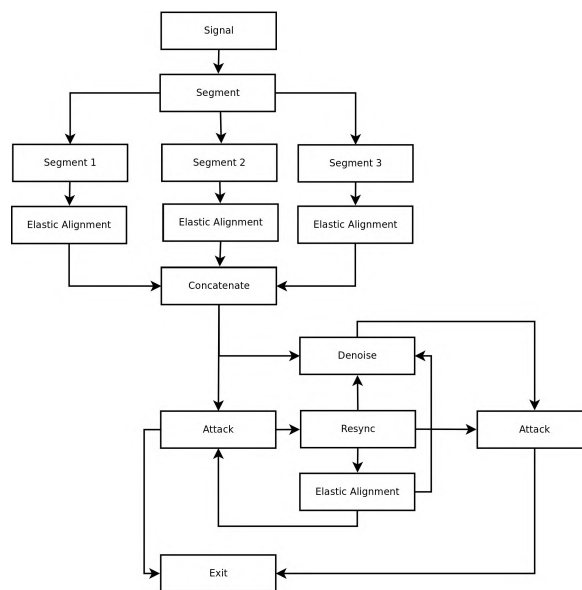 Signal
Segment
Segment 1
Segment 2
Segment 3
Elastic Alignment
Elastic Alignment
Elastic Alignment
Concatenate
Denoise
Attack
Resync
Attack
Elastic Alignment
Exit